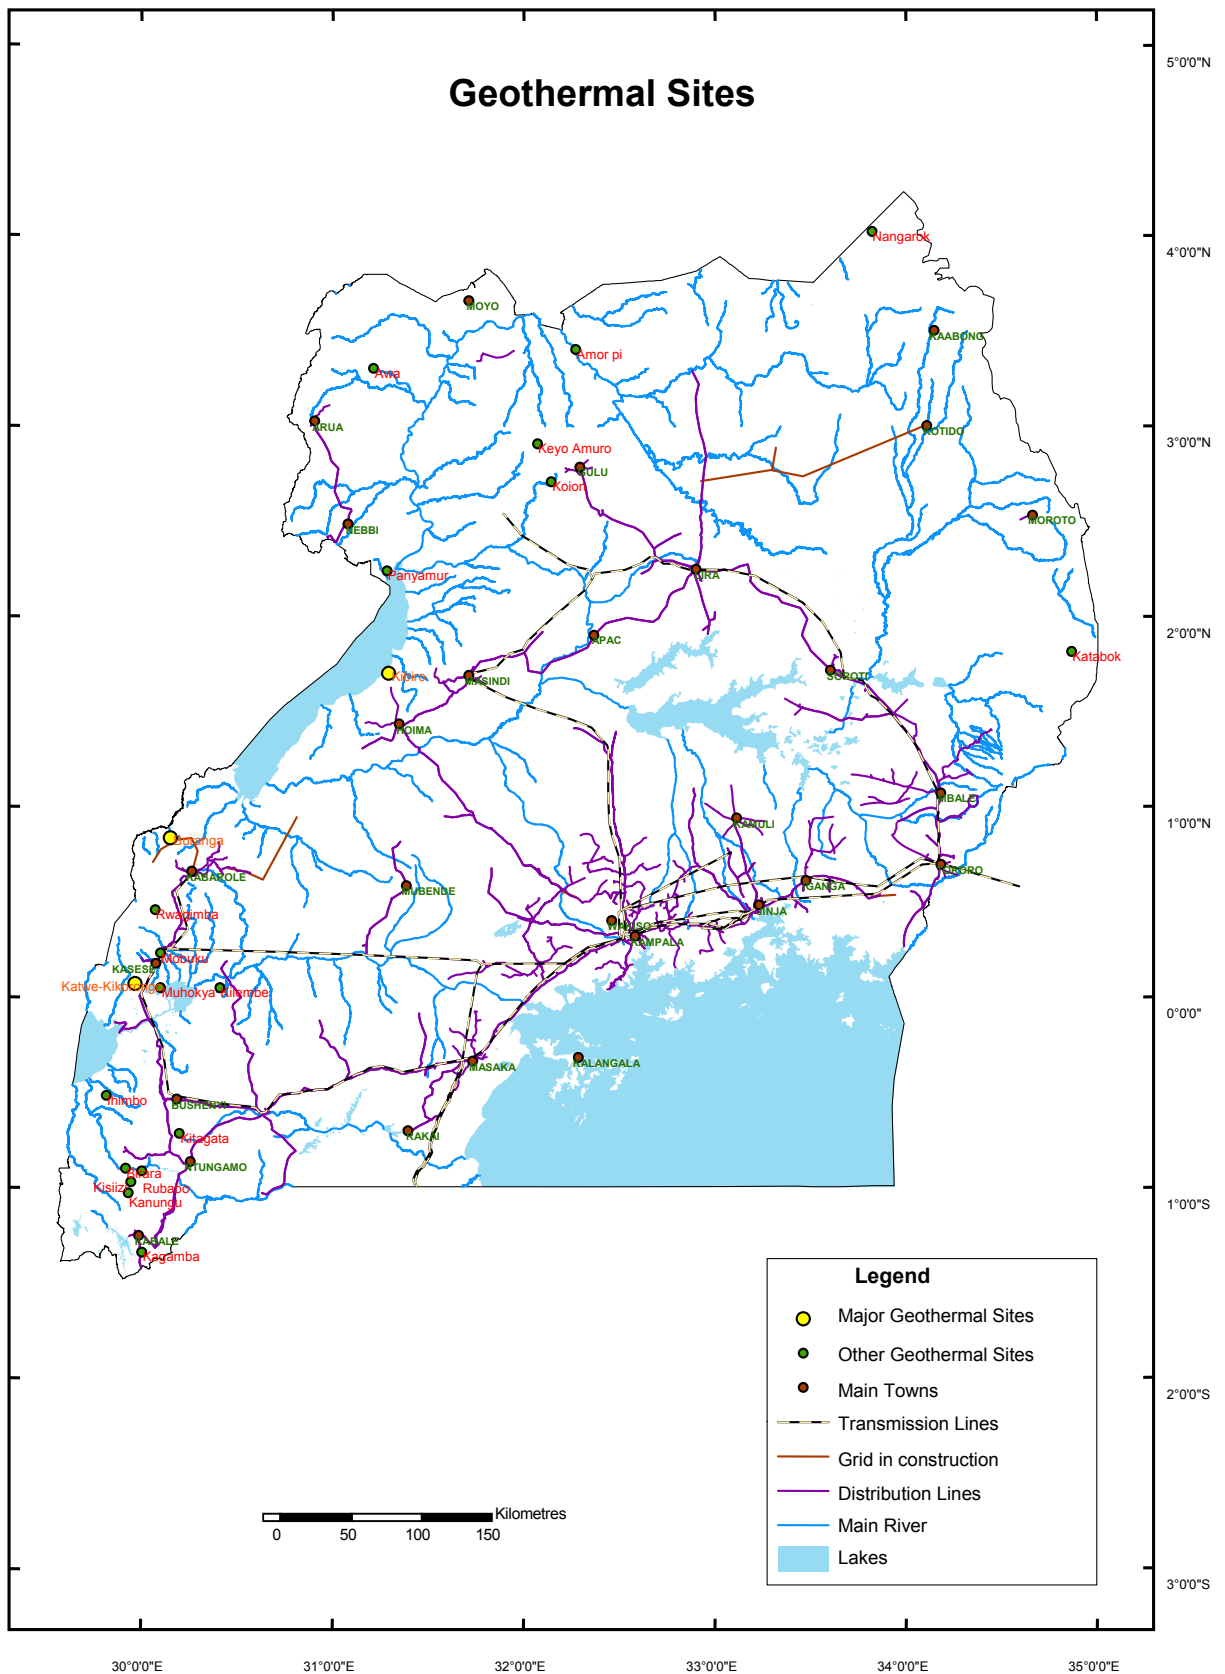 Geothermal Sites
5°0'0"N
4°0'0"N
3°0'0"N
2°0'0"N
1°0'0"N
0°0'0"
1°0'0"S
2°0'0"S
3°0'0"S
Nangarok
MOYO
KAABONG
Amor pi
Awa
ARUA
KOTIDO
Keyo Amuro
GULU
Koion
MOROTO
NEBBI
Panyamur
LIRA
APAC
Katabok
Kibiro
MASINDI
SOROTI
HOIMA
MBALE
KAMULI
Buranga
KABAROLE
MUBENDE
IGANGA
TORORO
Rwagimba
JINJA
WAKISO
KAMPALA
Mobuku
KASESE
Katwe-Kikorongo
Muhokya
Kilembe
KALANGALA
MASAKA
Ihimbo
BUSHENYI
RAKAI
Kitagata
NTUNGAMO
Birara
Kisiizi
Rubabo
Kanungu
KABALE
Kagamba
Legend
Major Geothermal Sites
Other Geothermal Sites
Main Towns
Transmission Lines
Grid in construction
Distribution Lines
Main River
Lakes
Kilometres
0 50 100 150
30°0'0"E 31°0'0"E 32°0'0"E 33°0'0"E 34°0'0"E 35°0'0"E